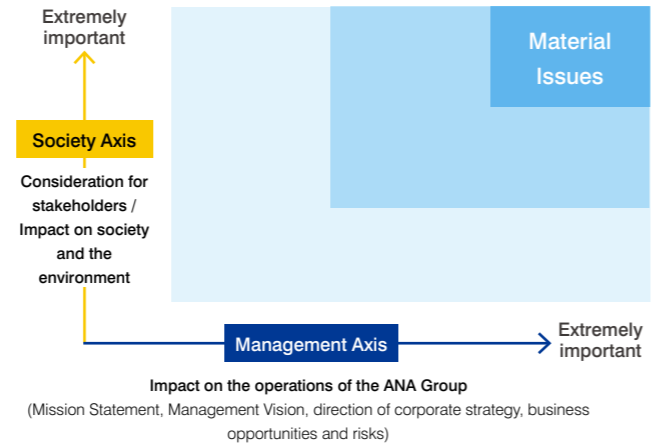 Extremely
important
Material
Issues
Society Axis
Consideration for
stakeholders /
Impact on society
and the
environment
Management Axis
Extremely
important
Impact on the operations of the ANA Group
(Mission Statement, Management Vision, direction of corporate strategy, business
opportunities and risks)